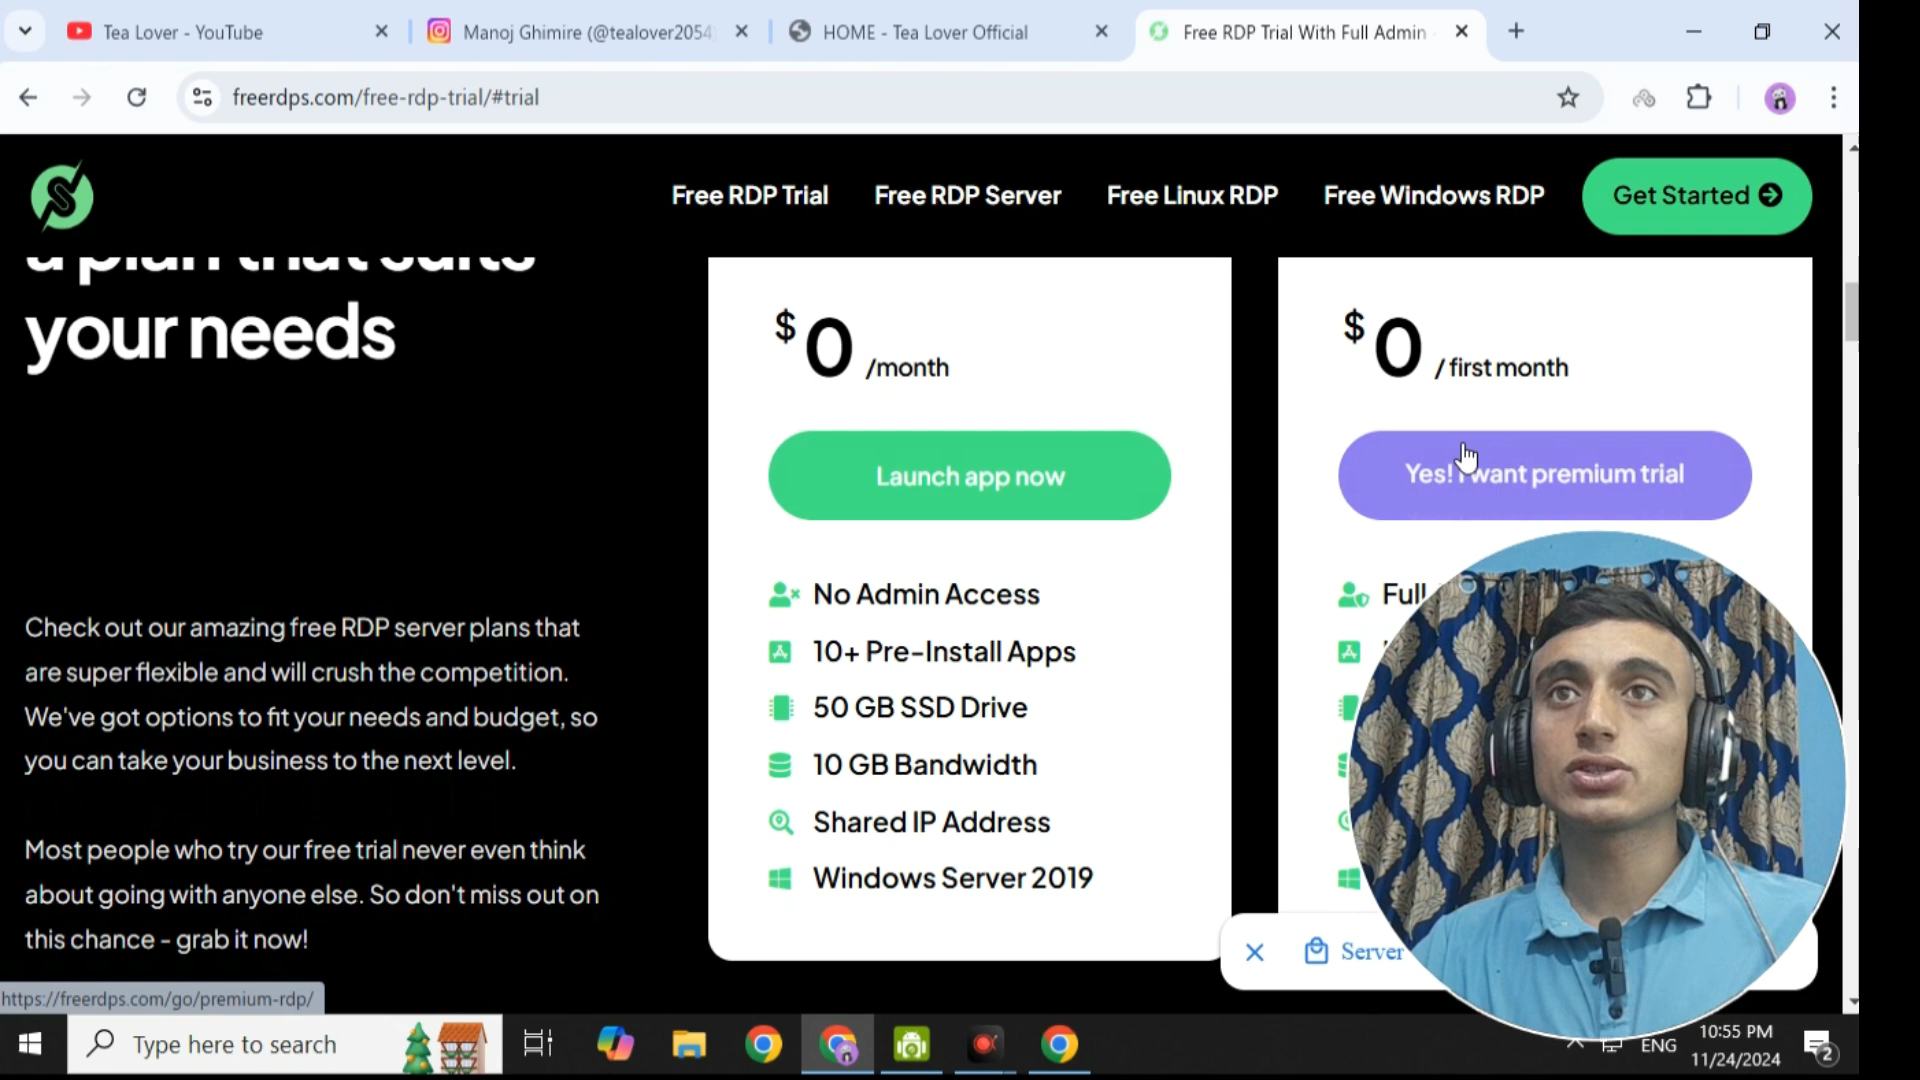 Tea Lover - YouTube
Manoj Ghimire (@tealover2054
HOME - Tea Lover Official
Free RDP Trial With Full Admin
freerdps.com/free-rdp-trial/#trial
Free RDP Trial
Free RDP Server
Free Linux RDP
Free Windows RDP
Get Started
a plan that suits
your needs
Check out our amazing free RDP server plans that
are super flexible and will crush the competition.
We've got options to fit your needs and budget, so
you can take your business to the next level.
Most people who try our free trial never even think
about going with anyone else. So don't miss out on
this chance - grab it now!
$0 /month
Launch app now
No Admin Access
10+ Pre-Install Apps
50 GB SSD Drive
10 GB Bandwidth
Shared IP Address
Windows Server 2019
$0 / first month
Yes! I want premium trial
Full
Server
https://freerdps.com/go/premium-rdp/
Type here to search
ENG
10:55 PM
11/24/2024
2